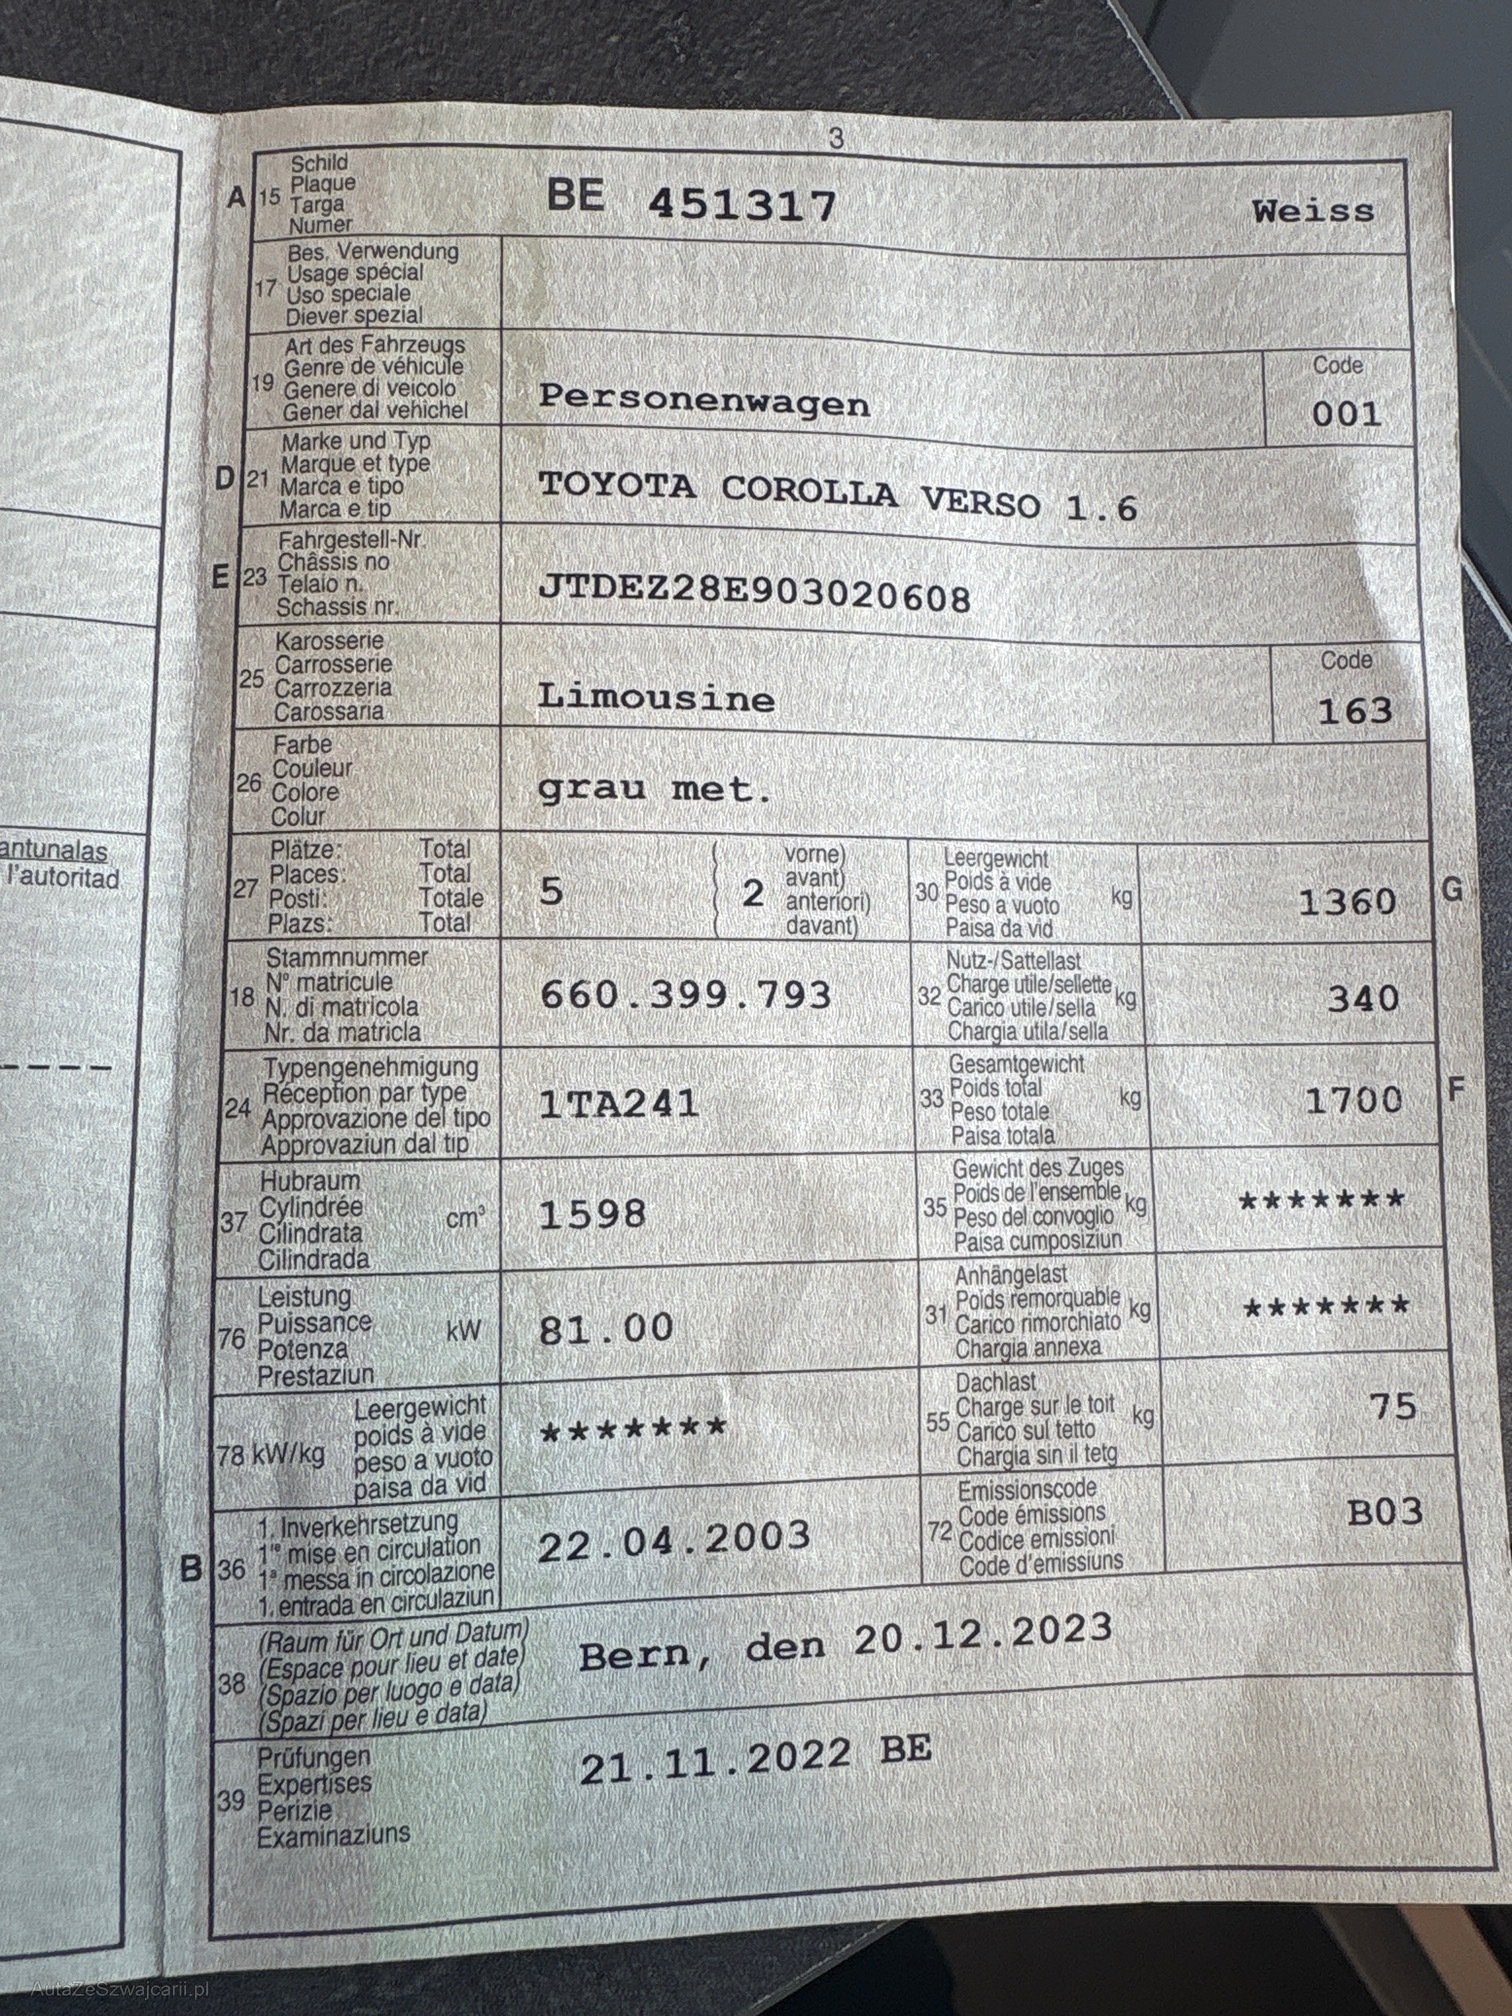 3
A 15 Schild
Plaque
Targa
Numer
BE 451317 Weiss
17 Bes. Verwendung
Usage spécial
Uso speciale
Diever spezial
19 Art des Fahrzeugs
Genre de véhicule
Genere di veicolo
Gener dal vehichel
Personenwagen
Code
001
D 21 Marke und Typ
Marque et type
Marca e tipo
Marca e tip
TOYOTA COROLLA VERSO 1.6
E 23 Fahrgestell-Nr.
Châssis no
Telaio n.
Schassis nr.
JTDEZ28E903020608
25 Karosserie
Carrosserie
Carrozzeria
Carossaria
Limousine
Code
163
26 Farbe
Couleur
Colore
Colur
grau met.
27 Plätze: Total
Places: Total
Posti: Totale
Plazs: Total
5 2 vorne)
avant)
anteriori)
davant)
30 Leergewicht
Poids à vide
Peso a vuoto
Paisa da vid
kg 1360 G
18 Stammnummer
N° matricule
N. di matricola
Nr. da matricla
660.399.793
32 Nutz-/Sattellast
Charge utile/sellette
Carico utile/sella
Chargia utila/sella
kg 340
24 Typengenehmigung
Réception par type
Approvazione del tipo
Approvaziun dal tip
1TA241
33 Gesamtgewicht
Poids total
Peso totale
Paisa totala
kg 1700 F
37 Hubraum
Cylindrée
Cilindrata
Cilindrada
cm³ 1598
35 Gewicht des Zuges
Poids de l'ensemble
Peso del convoglio
Paisa cumposiziun
kg *******
76 Leistung
Puissance
Potenza
Prestaziun
kW 81.00
31 Anhängelast
Poids remorquable
Carico rimorchiato
Chargia annexa
kg *******
78 kW/kg Leergewicht
poids à vide
peso a vuoto
paisa da vid
*******
55 Dachlast
Charge sur le toit
Carico sul tetto
Chargia sin il tetg
kg 75
B 36 1. Inverkehrsetzung
1re mise en circulation
1a messa in circolazione
1. entrada en circulaziun
22.04.2003
72 Emissionscode
Code émissions
Codice emissioni
Code d'emissiuns
B03
38 (Raum für Ort und Datum)
(Espace pour lieu et date)
(Spazio per luogo e data)
(Spazi per lieu e data)
Bern, den 20.12.2023
39 Prüfungen
Expertises
Perizie
Examinaziuns
21.11.2022 BE
antunalas
l'autoritad
AutaZeSzwajcarii.pl